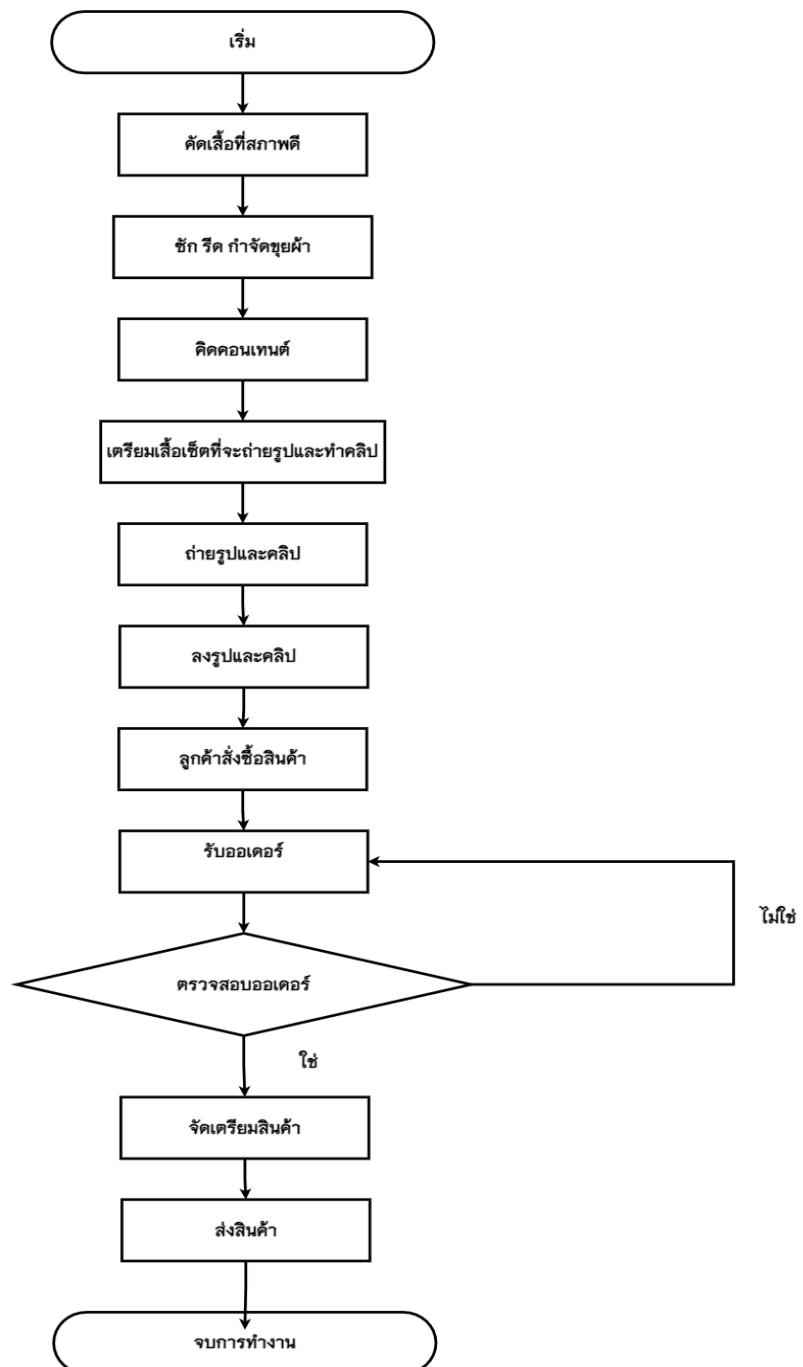 เริ่ม
คัดเสื้อที่สภาพดี
ซัก รีด กำจัดขุยผ้า
คิดคอนเทนต์
เตรียมเสื้อเซ็ตที่จะถ่ายรูปและทำคลิป
ถ่ายรูปและคลิป
ลงรูปและคลิป
ลูกค้าสั่งซื้อสินค้า
รับออเดอร์
ไม่ใช่
ตรวจสอบออเดอร์
ใช่
จัดเตรียมสินค้า
ส่งสินค้า
จบการทำงาน